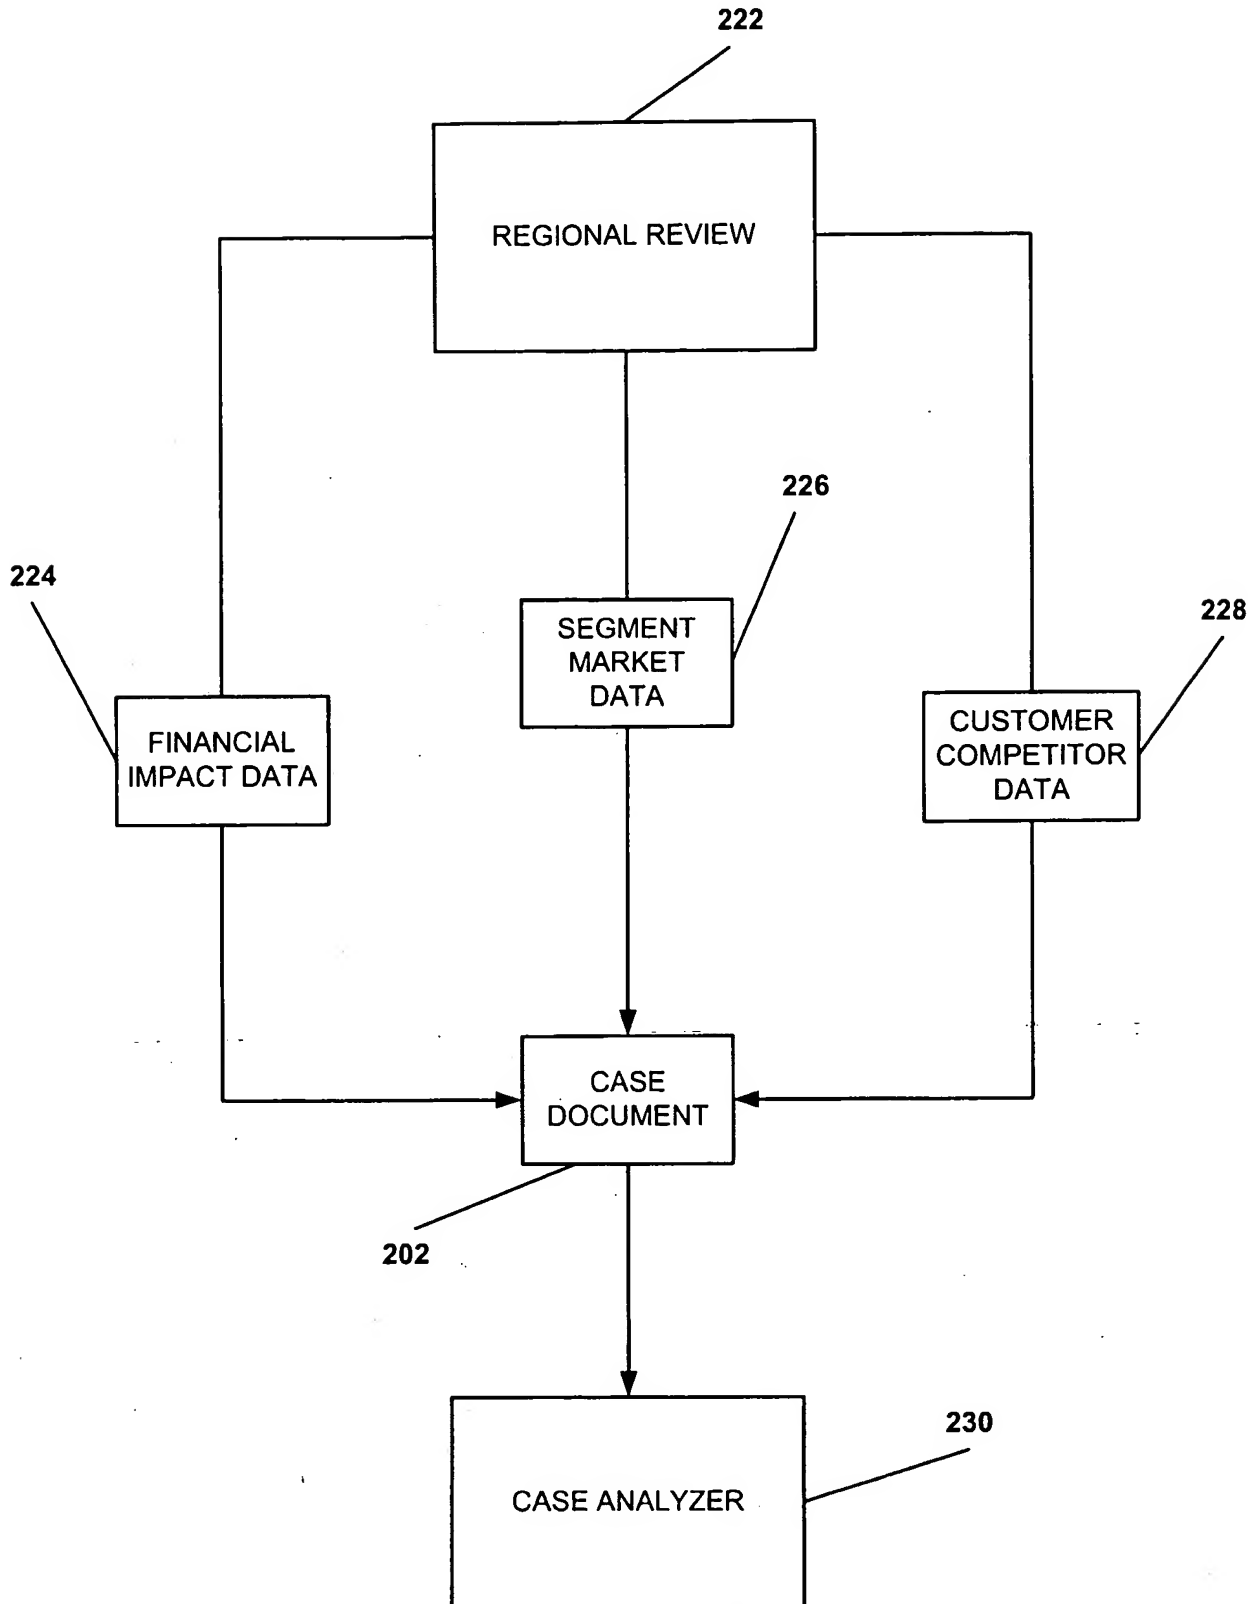 222
REGIONAL REVIEW
226
224
SEGMENT
MARKET
DATA
228
FINANCIAL
IMPACT DATA
CUSTOMER
COMPETITOR
DATA
CASE
DOCUMENT
202
230
CASE ANALYZER